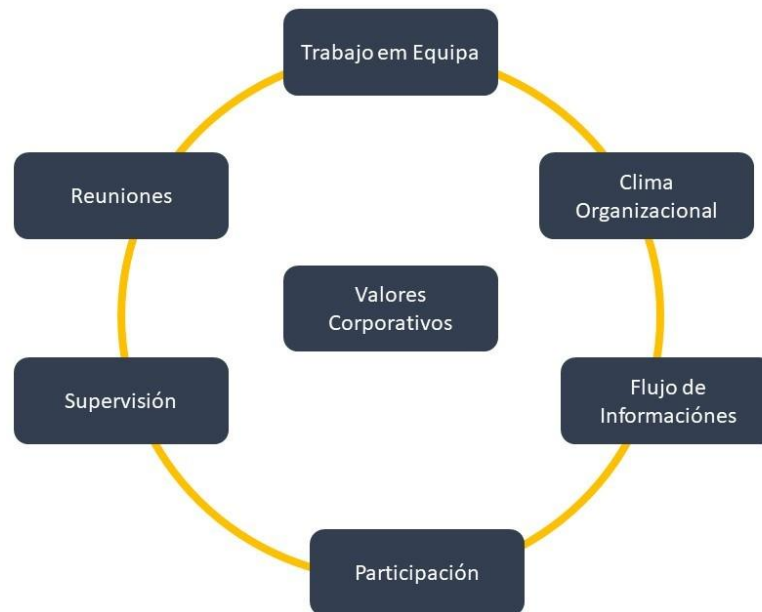 Trabajo em Equipa
Reuniones
Clima
Organizacional
Valores
Corporativos
Supervisión
Flujo de
Informaciónes
Participación